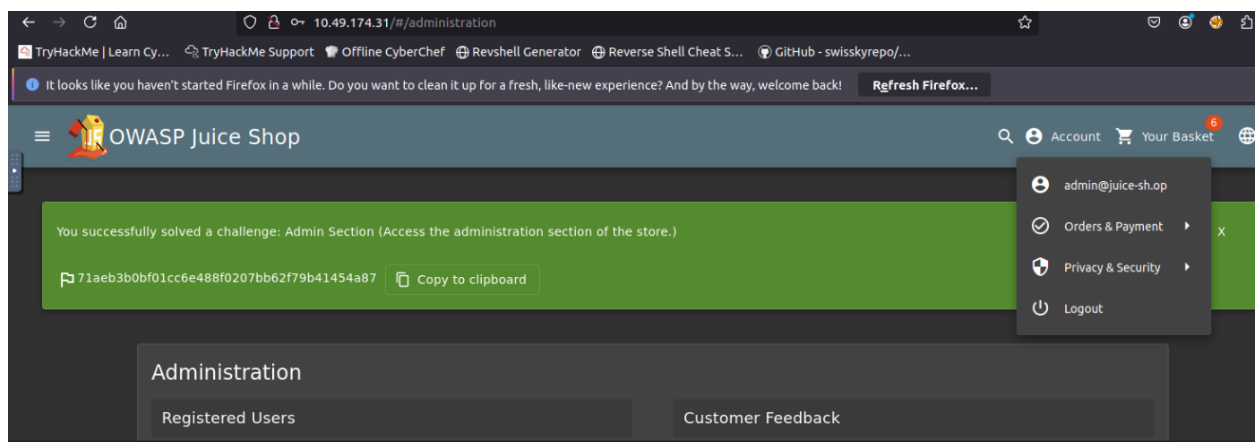 10.49.174.31/#/administration
TryHackMe | Learn Cy... TryHackMe Support Offline CyberChef Revshell Generator Reverse Shell Cheat S... GitHub - swisskyrepo/...
It looks like you haven't started Firefox in a while. Do you want to clean it up for a fresh, like-new experience? And by the way, welcome back! Refresh Firefox...
OWASP Juice Shop Account Your Basket 6
admin@juice-sh.op
You successfully solved a challenge: Admin Section (Access the administration section of the store.) Orders & Payment X
71aeb3b0bf01cc6e488f0207bb62f79b41454a87 Copy to clipboard Privacy & Security
Logout
Administration
Registered Users Customer Feedback